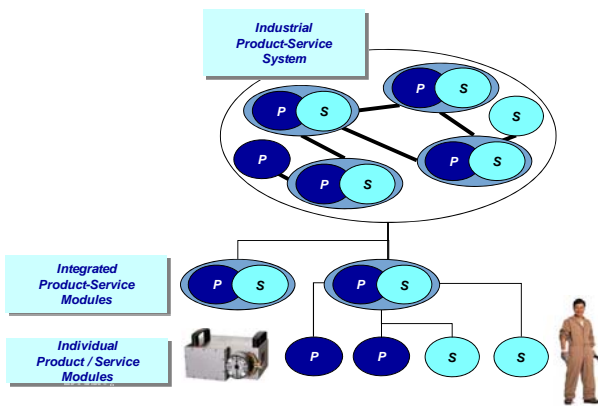 Industrial
Product-Service
System
P S
P S
S
P
P S
P S
Integrated
Product-Service
Modules
P S
P S
Individual
Product / Service
Modules
P
P
S
S